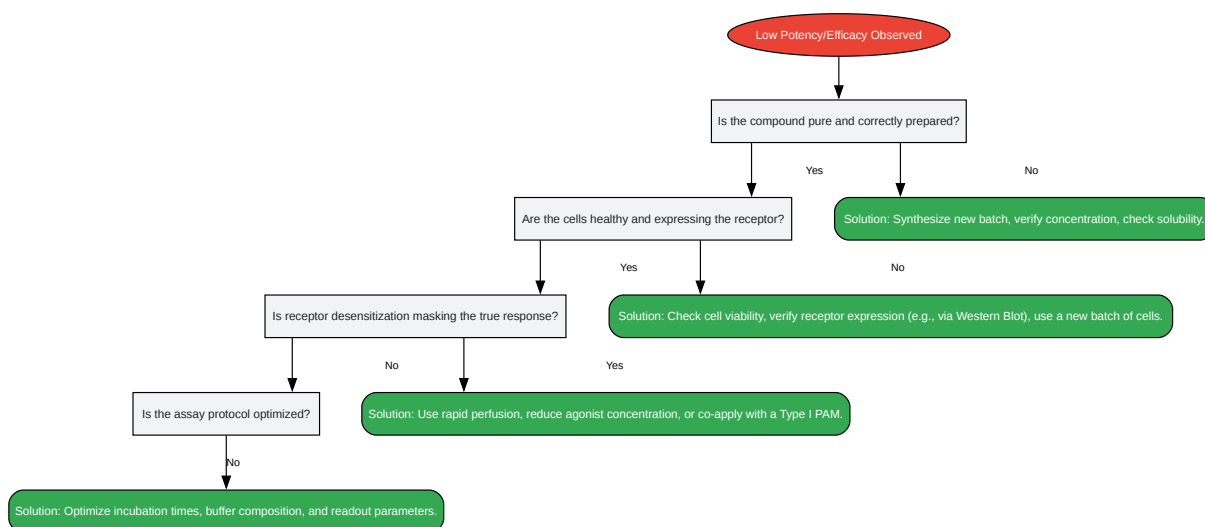 Low Potency/Efficacy Observed
Is the compound pure and correctly prepared?
Yes
No
Are the cells healthy and expressing the receptor?
Solution: Synthesize new batch, verify concentration, check solubility.
Yes
No
Is receptor desensitization masking the true response?
Solution: Check cell viability, verify receptor expression (e.g., via Western Blot), use a new batch of cells.
No
Yes
Is the assay protocol optimized?
Solution: Use rapid perfusion, reduce agonist concentration, or co-apply with a Type I PAM.
No
Solution: Optimize incubation times, buffer composition, and readout parameters.